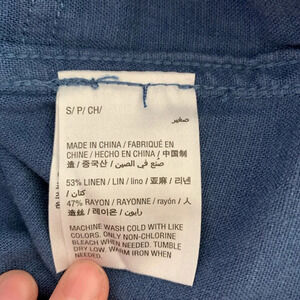 S/ P/ CH/
صغير
MADE IN CHINA / FABRIQUÉ EN
CHINE / HECHO EN CHINA / 中国制
造 / 중국산 / صنع في الصين
53% LINEN / LIN / lino / 亚麻 / 리넨
/ كتان
47% RAYON / RAYONNE / rayón / 人
造丝 / 레이온 / رايون
MACHINE WASH COLD WITH LIKE
COLORS. ONLY NON-CHLORINE
BLEACH WHEN NEEDED. TUMBLE
DRY LOW. WARM IRON WHEN
NEEDED.